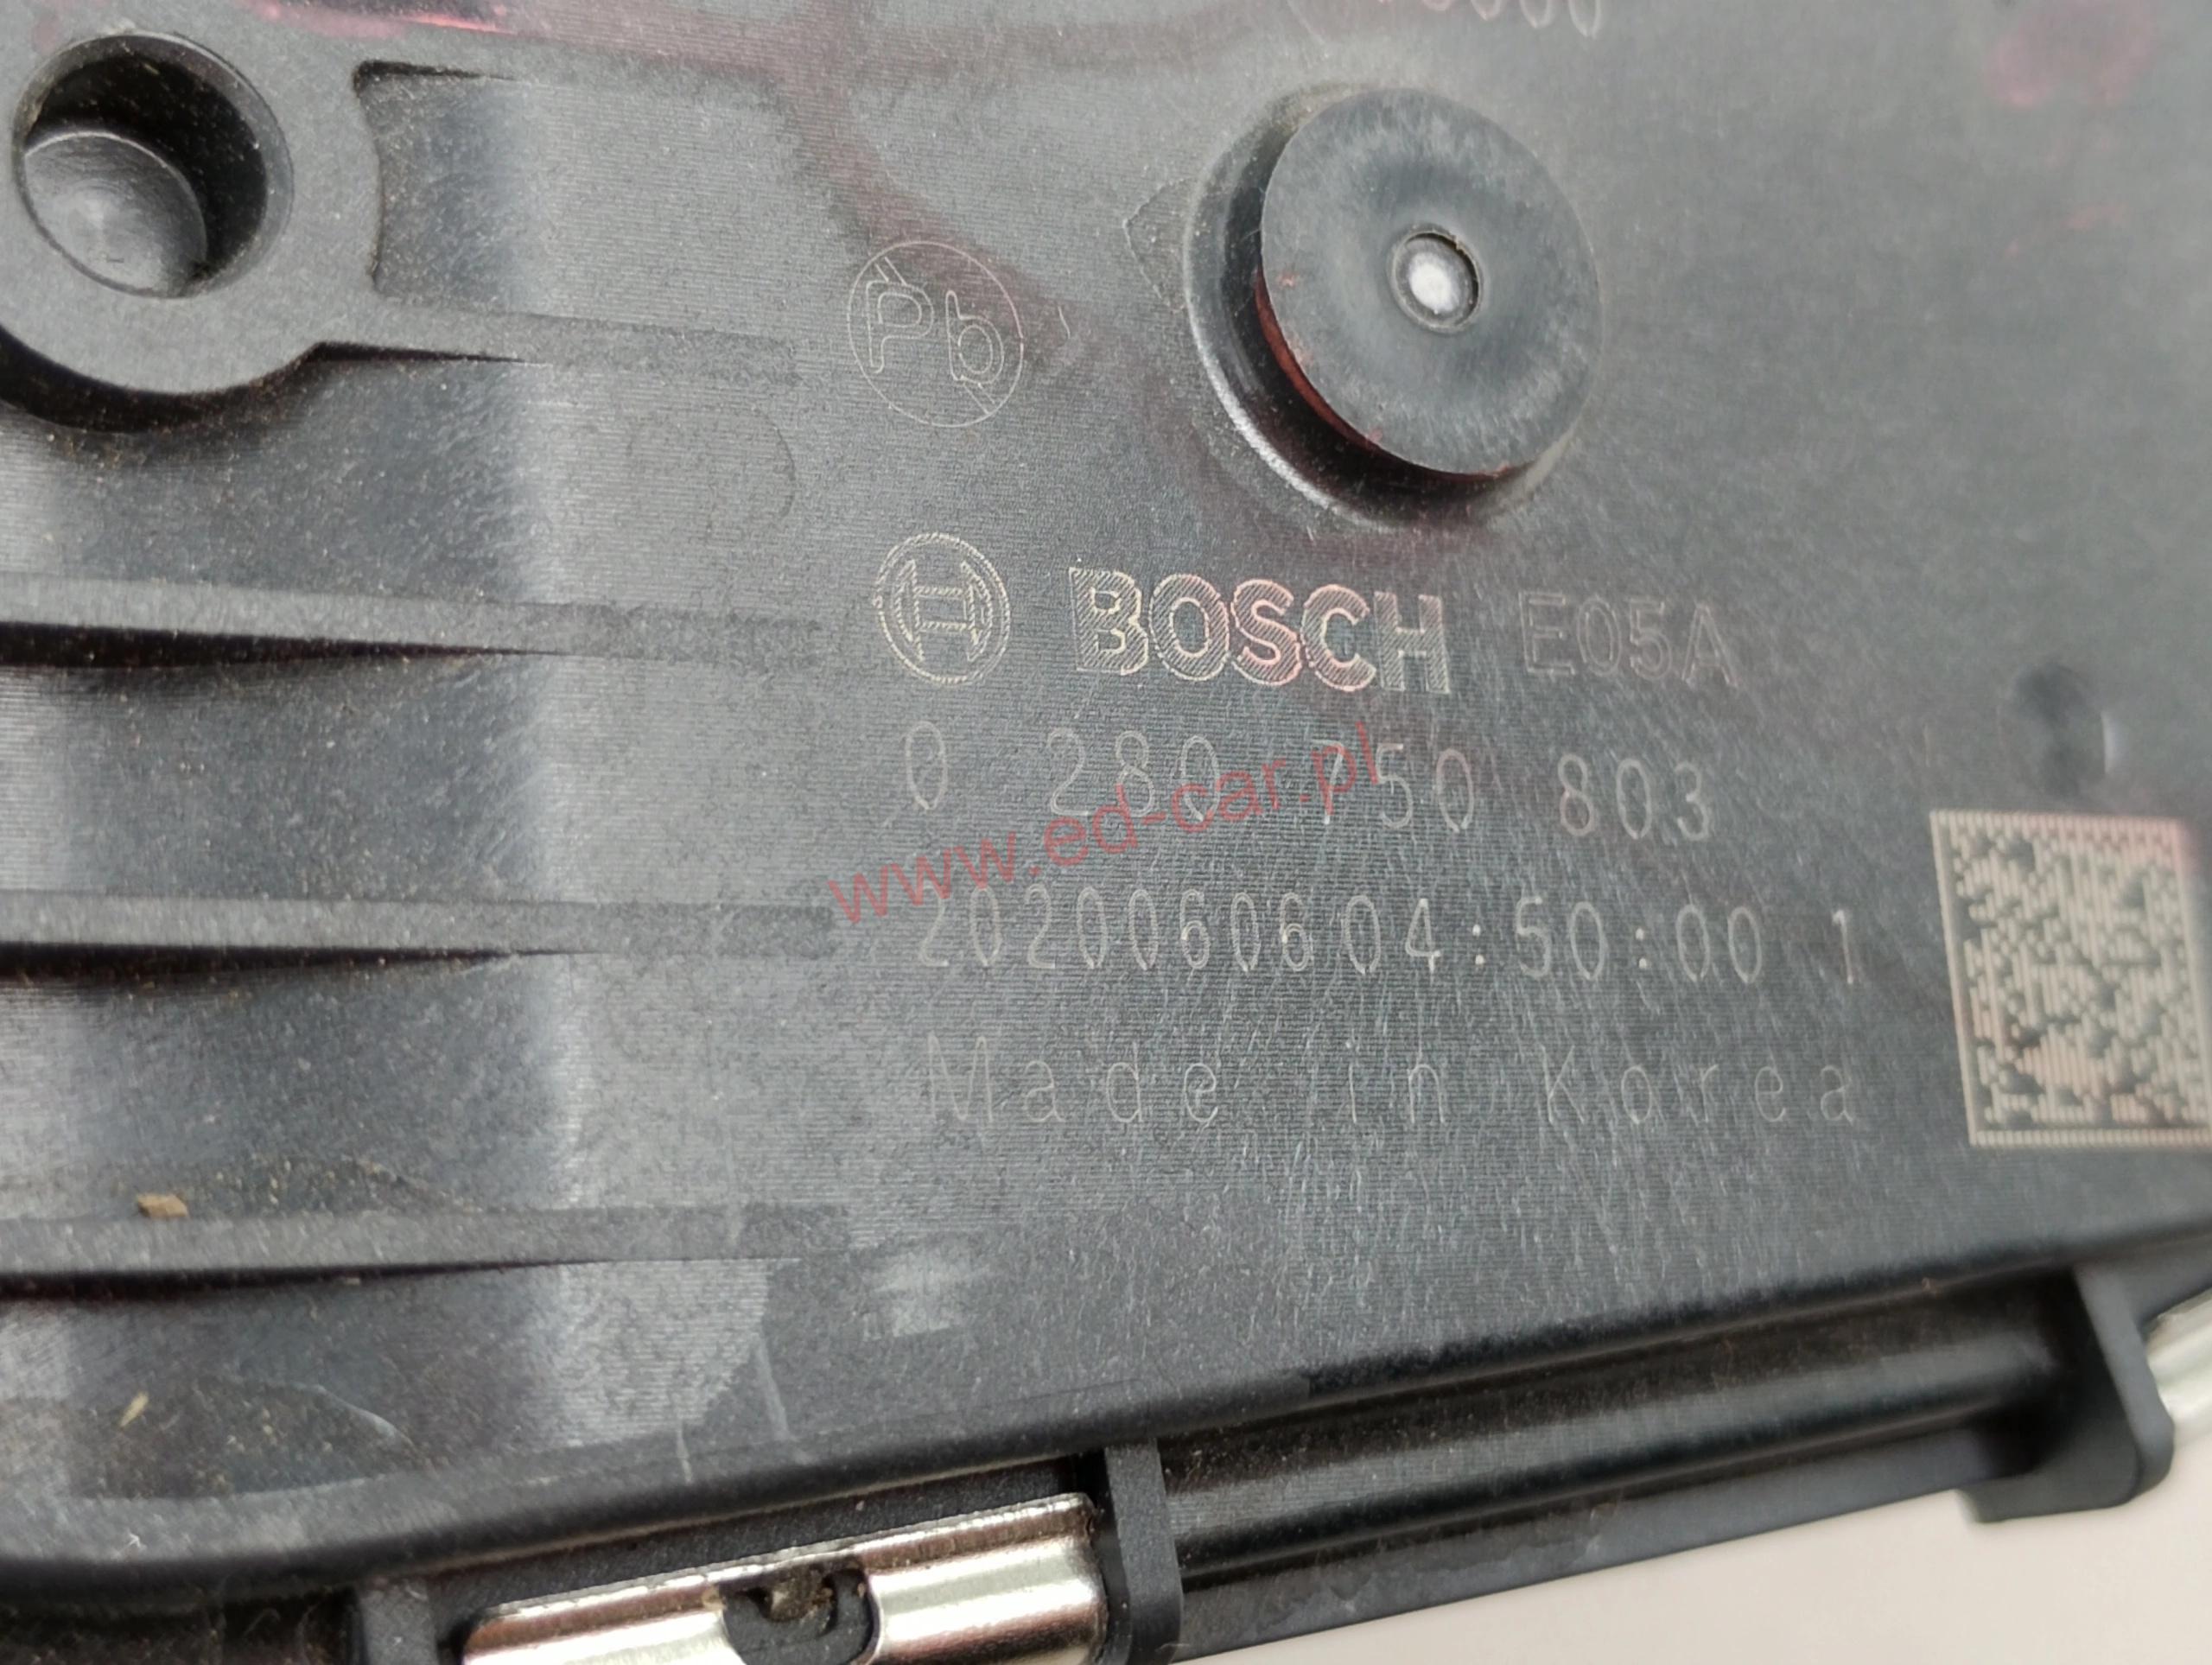 Pb
BOSCH E05A
0 280 750 803
www.ed-car.pl
2020060604:50:00 1
Made in Korea